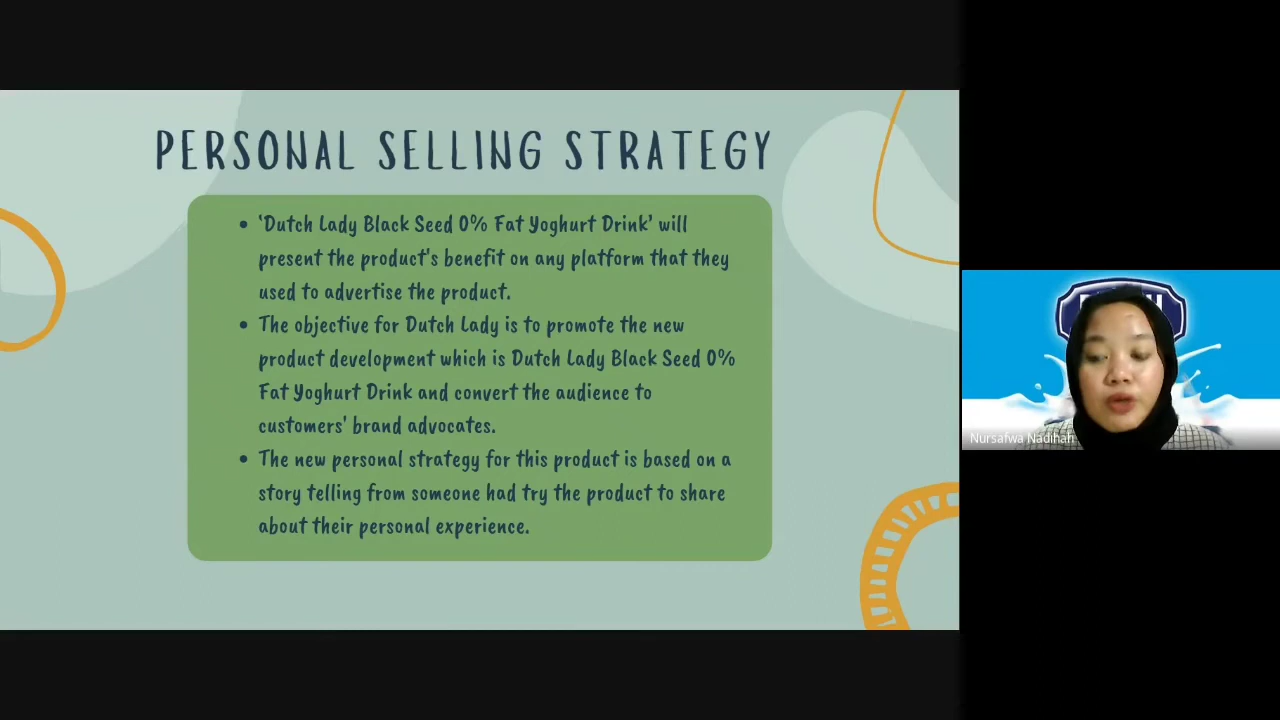 PERSONAL SELLING STRATEGY
• 'Dutch Lady Black Seed 0% Fat Yoghurt Drink' will
present the product's benefit on any platform that they
used to advertise the product.
• The objective for Dutch Lady is to promote the new
product development which is Dutch Lady Black Seed 0%
Fat Yoghurt Drink and convert the audience to
customers' brand advocates.
• The new personal strategy for this product is based on a
story telling from someone had try the product to share
about their personal experience.
Nursafwa Nadihah